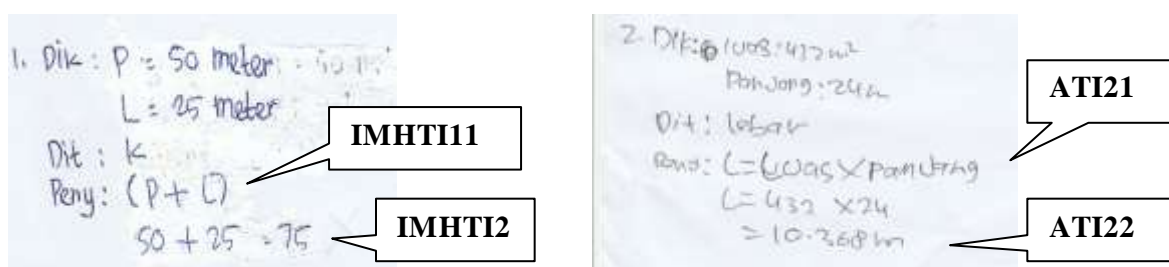 1. Dik : P = 50 meter
L = 25 meter
Dit : K
Peny : (P + L)
50 + 25 = 75
IMHTI11
IMHTI2
2. Dik : luas : 432 m²
Panjang : 24 m
Dit : lebar
L = Luas X Panjang
L = 432 X 24
= 10.368 m
ATI21
ATI22